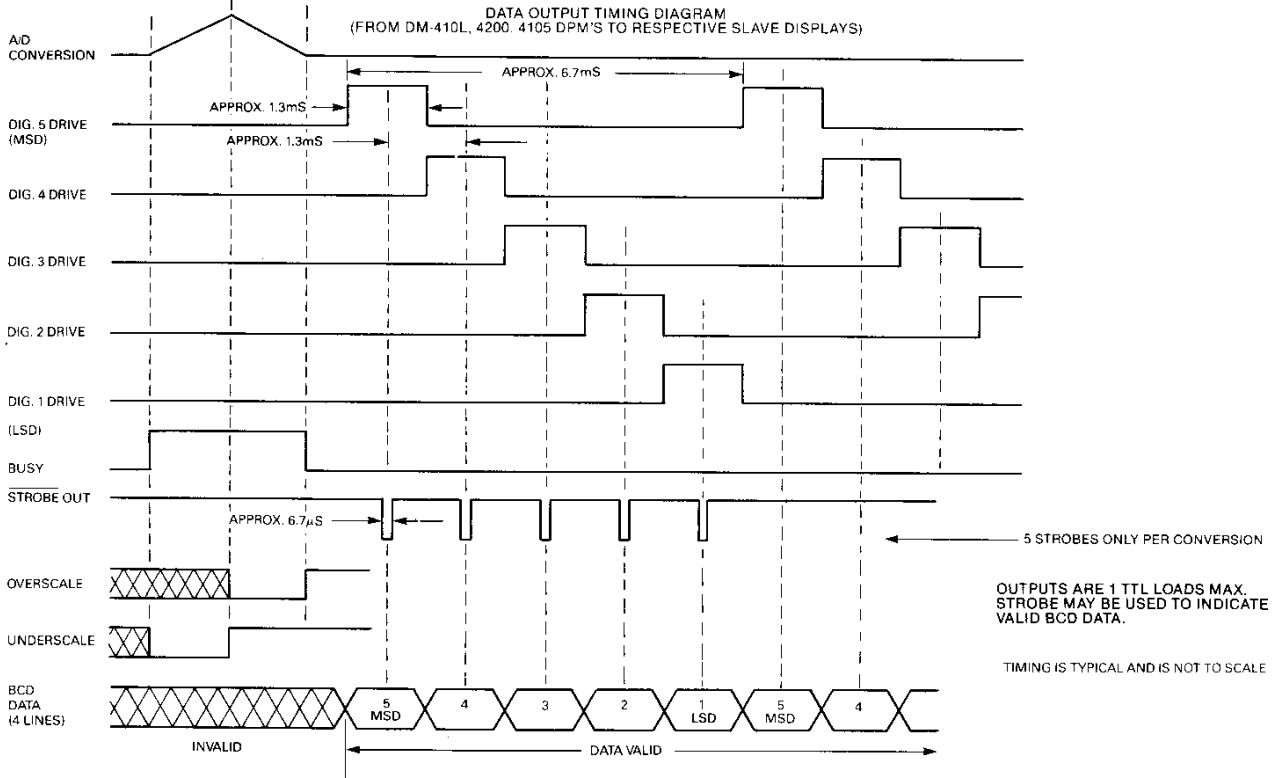 DATA OUTPUT TIMING DIAGRAM
(FROM DM-410L, 4200. 4105 DPM'S TO RESPECTIVE SLAVE DISPLAYS)
A/D
CONVERSION
APPROX. 6.7mS
APPROX. 1.3mS
DIG. 5 DRIVE
(MSD)
APPROX. 1.3mS
DIG. 4 DRIVE
DIG. 3 DRIVE
DIG. 2 DRIVE
DIG. 1 DRIVE
(LSD)
BUSY
STROBE OUT
APPROX. 6.7μS
5 STROBES ONLY PER CONVERSION
OVERSCALE
OUTPUTS ARE 1 TTL LOADS MAX.
STROBE MAY BE USED TO INDICATE
VALID BCD DATA.
UNDERSCALE
TIMING IS TYPICAL AND IS NOT TO SCALE
BCD
DATA
(4 LINES)
5
MSD
4
3
2
1
LSD
5
MSD
4
INVALID
DATA VALID